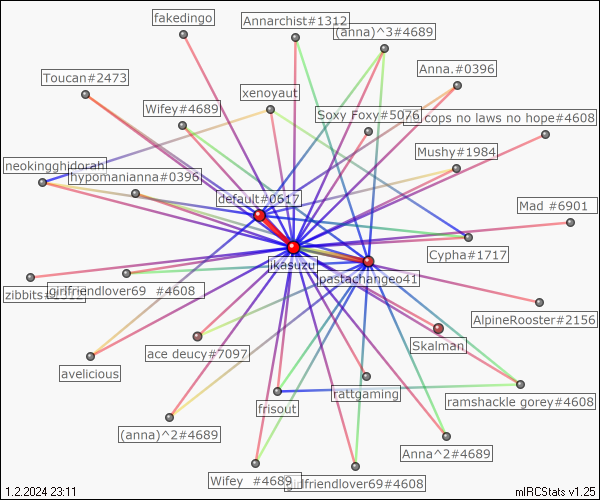 fakedingo
Annarchist#1312
(anna)^3#4689
Toucan#2473
Anna.#0396
xenoyaut
Wifey#4689
Soxy Foxy#5076
cops no laws no hope#4608
Mushy#1984
neokingghidorah
hypomanianna#0396
default#0617
Mad #6901
Cypha#1717
ikasuzu
pastachangeo41
zibbits#1312
girlfriendlover69 #4608
AlpineRooster#2156
Skalman
ace deucy#7097
avelicious
rattgaming
ramshackle gorey#4608
frisout
(anna)^2#4689
Anna^2#4689
Wifey #4689
girlfriendlover69#4608
1.2.2024 23:11
mIRCStats v1.25